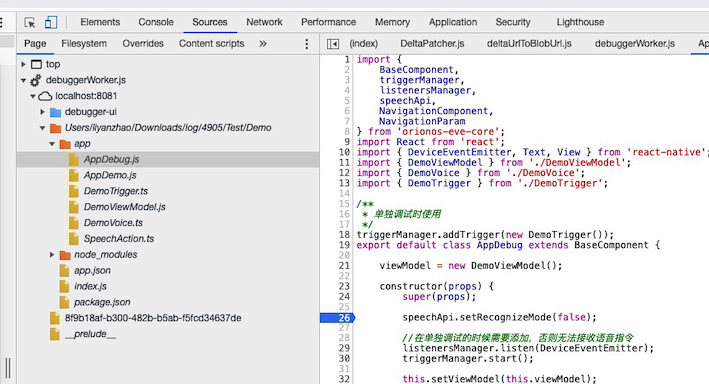 Elements Console Sources Network Performance Memory Application Security Lighthouse
Page Filesystem Overrides Content scripts »
(index) DeltaPatcher.js deltaUrlToBlobUrl.js debuggerWorker.js Ap
top
debuggerWorker.js
localhost:8081
debugger-ui
Users/liyanzhao/Downloads/log/4905/Test/Demo
app
AppDebug.js
AppDemo.js
DemoTrigger.ts
DemoViewModel.js
DemoVoice.ts
SpeechAction.ts
node_modules
app.json
index.js
package.json
8f9b18af-b300-482b-b5ab-f5fcd34637de
__prelude__
1 import {
2 BaseComponent,
3 triggerManager,
4 listenersManager,
5 speechApi,
6 NavigationComponent,
7 NavigationParam
8 } from 'orionos-eve-core';
9 import React from 'react';
10 import { DeviceEventEmitter, Text, View } from 'react-native';
11 import { DemoViewModel } from './DemoViewModel';
12 import { DemoVoice } from './DemoVoice';
13 import { DemoTrigger } from './DemoTrigger';
14
15 /**
16 * 单独调试时使用
17 */
18 triggerManager.addTrigger(new DemoTrigger());
19 export default class AppDebug extends BaseComponent {
20
21 viewModel = new DemoViewModel();
22
23 constructor(props) {
24 super(props);
25
26 speechApi.setRecognizeMode(false);
27
28 //在单独调试的时候需要添加，否则无法接收语音指令
29 listenersManager.listen(DeviceEventEmitter);
30 triggerManager.start();
31
32 this.setViewModel(this.viewModel);